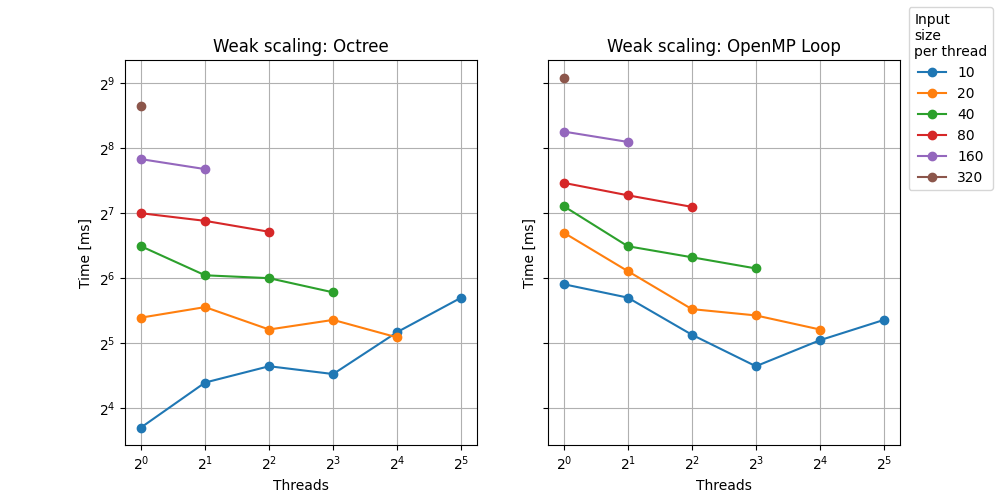 Weak scaling: Octree
Time [ms]
2⁹
2⁸
2⁷
2⁶
2⁵
2⁴
2⁰ 2¹ 2² 2³ 2⁴ 2⁵
Threads
Weak scaling: OpenMP Loop
Time [ms]
2⁰ 2¹ 2² 2³ 2⁴ 2⁵
Threads
Input
size
per thread
10
20
40
80
160
320